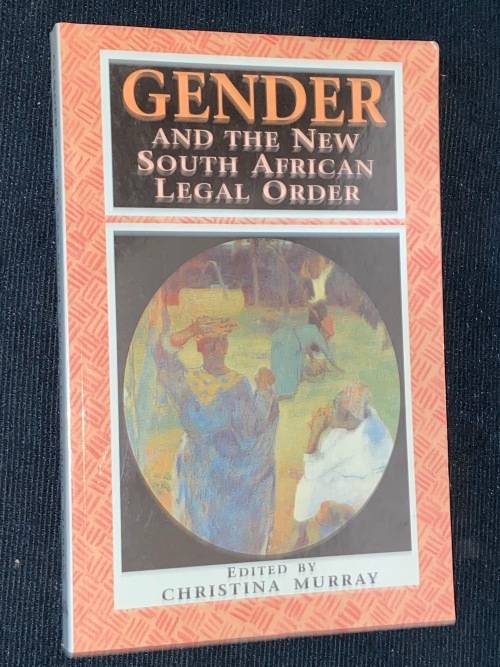 GENDER
AND THE NEW
SOUTH AFRICAN
LEGAL ORDER
EDITED BY
CHRISTINA MURRAY